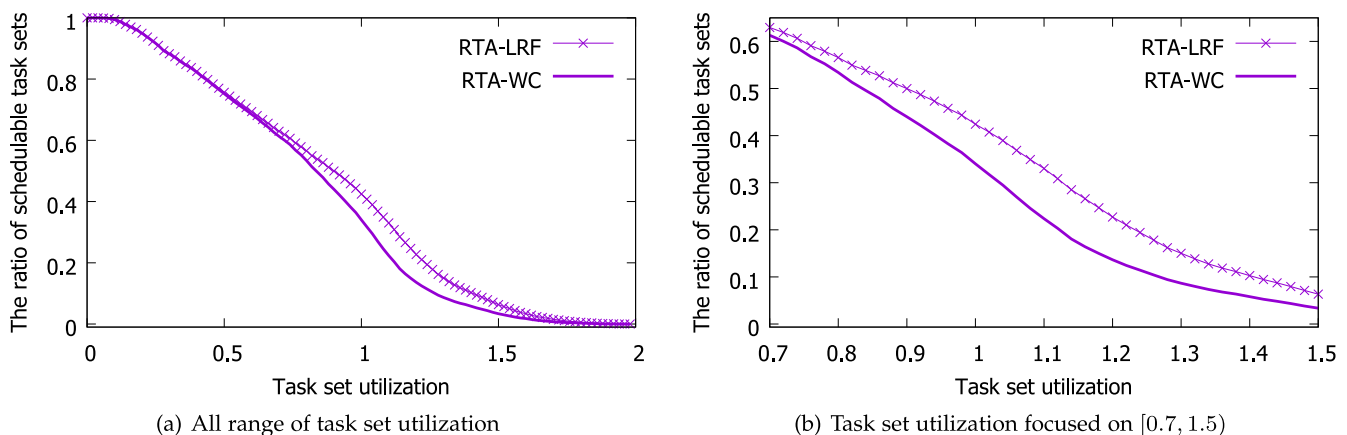 The ratio of schedulable task sets
1
0.8
0.6
0.4
0.2
0
0
0.5
1
1.5
2
RTA-LRF
RTA-WC
Task set utilization
(a) All range of task set utilization
The ratio of schedulable task sets
0.6
0.5
0.4
0.3
0.2
0.1
0
0.7
0.8
0.9
1
1.1
1.2
1.3
1.4
1.5
RTA-LRF
RTA-WC
Task set utilization
(b) Task set utilization focused on [0.7, 1.5)